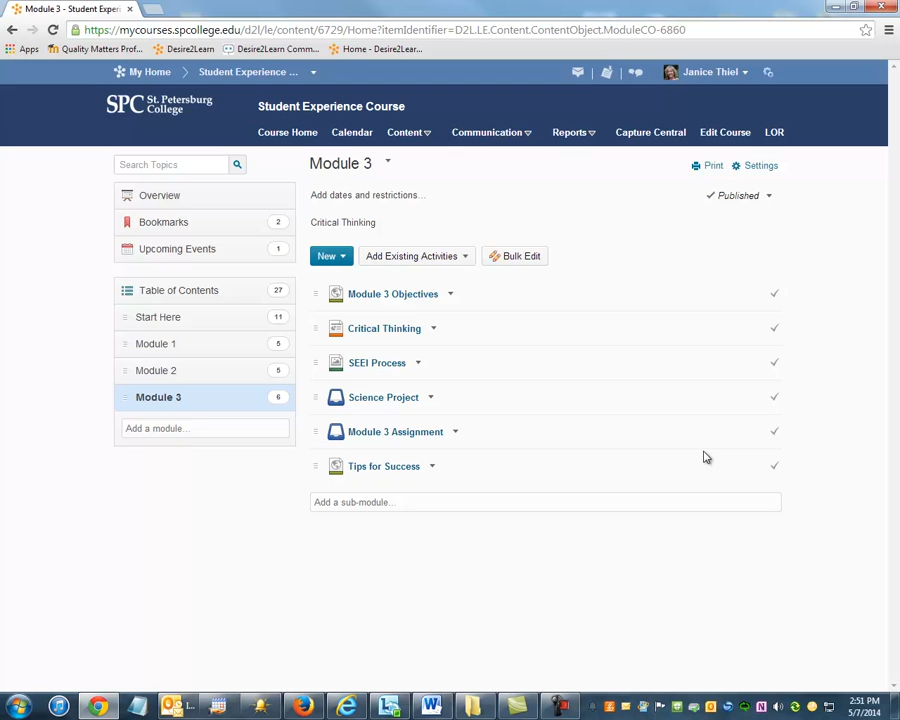 Module 3 - Student Experi
https://mycourses.spcollege.edu/d2l/le/content/6729/Home?itemIdentifier=D2L.LE.Content.ContentObject.ModuleCO-6860
Apps Quality Matters Prof... Desire2Learn Desire2Learn Comm... Home - Desire2Lear...
My Home Student Experience ... Janice Thiel
SPC St. Petersburg College
Student Experience Course
Course Home Calendar Content Communication Reports Capture Central Edit Course LOR
Search Topics
Overview
Bookmarks 2
Upcoming Events 1
Table of Contents 27
Start Here 11
Module 1 5
Module 2 5
Module 3 6
Add a module...
Module 3
Print Settings
Add dates and restrictions...
Published
Critical Thinking
New Add Existing Activities Bulk Edit
Module 3 Objectives
Critical Thinking
SEEI Process
Science Project
Module 3 Assignment
Tips for Success
Add a sub-module...
2:51 PM
5/7/2014